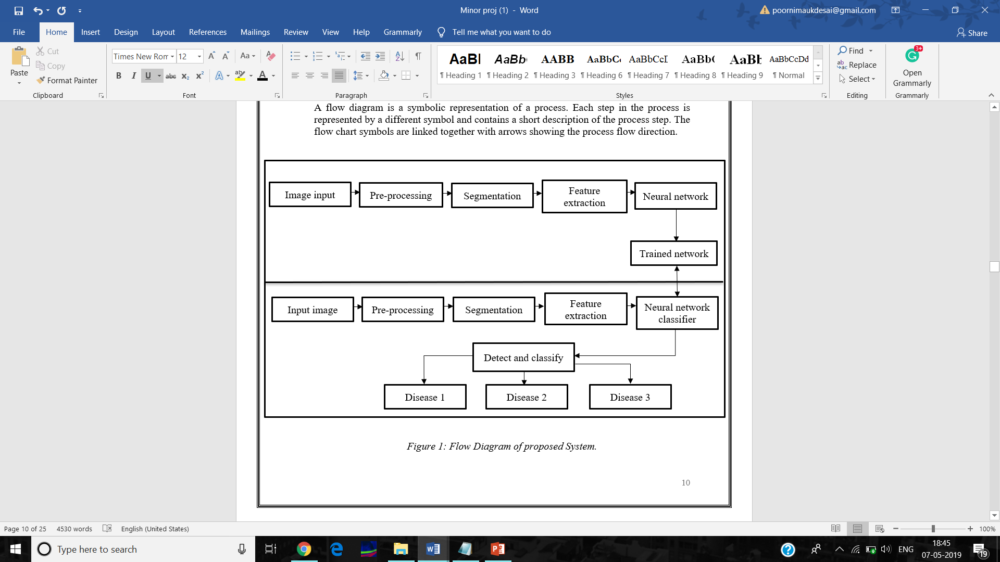 Minor proj (1) - Word
poornimaukdesai@gmail.com
File Home Insert Design Layout References Mailings Review View Help Grammarly Tell me what you want to do
Share
Paste
Cut
Copy
Format Painter
Clipboard
Times New Ror 12
Font
Paragraph
AaBl AaBb AABB AaBbC AaBbCcI AaBb( AaBb AaBbCcDd
¶ Heading 1 ¶ Heading 2 ¶ Heading 3 ¶ Heading 6 ¶ Heading 7 ¶ Heading 8 ¶ Heading 9 ¶ Normal
Styles
Find
Replace
Select
Editing
3+
Open
Grammarly
Grammarly
A flow diagram is a symbolic representation of a process. Each step in the process is
represented by a different symbol and contains a short description of the process step. The
flow chart symbols are linked together with arrows showing the process flow direction.
Image input
Pre-processing
Segmentation
Feature
extraction
Neural network
Trained network
Input image
Pre-processing
Segmentation
Feature
extraction
Neural network
classifier
Detect and classify
Disease 1
Disease 2
Disease 3
Figure 1: Flow Diagram of proposed System.
10
Page 10 of 25 4530 words English (United States)
100%
Type here to search
ENG
18:45
07-05-2019
19